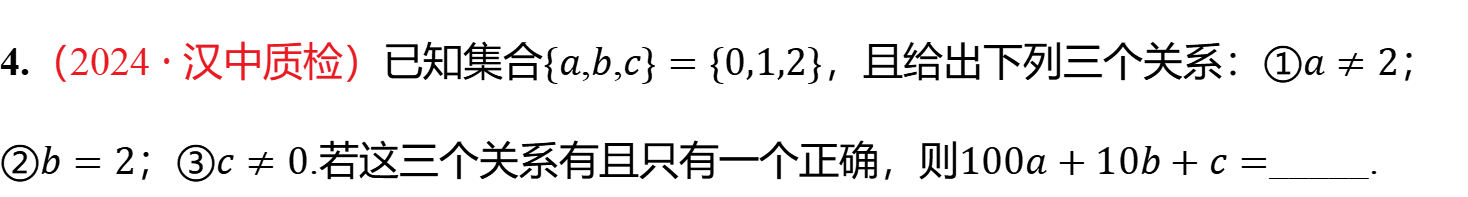 4.(2024·汉中质检)已知集合{a,b,c} = {0,1,2},且给出下列三个关系:①a ≠ 2;
②b = 2;③c ≠ 0.若这三个关系有且只有一个正确,则100a + 10b + c =_____.